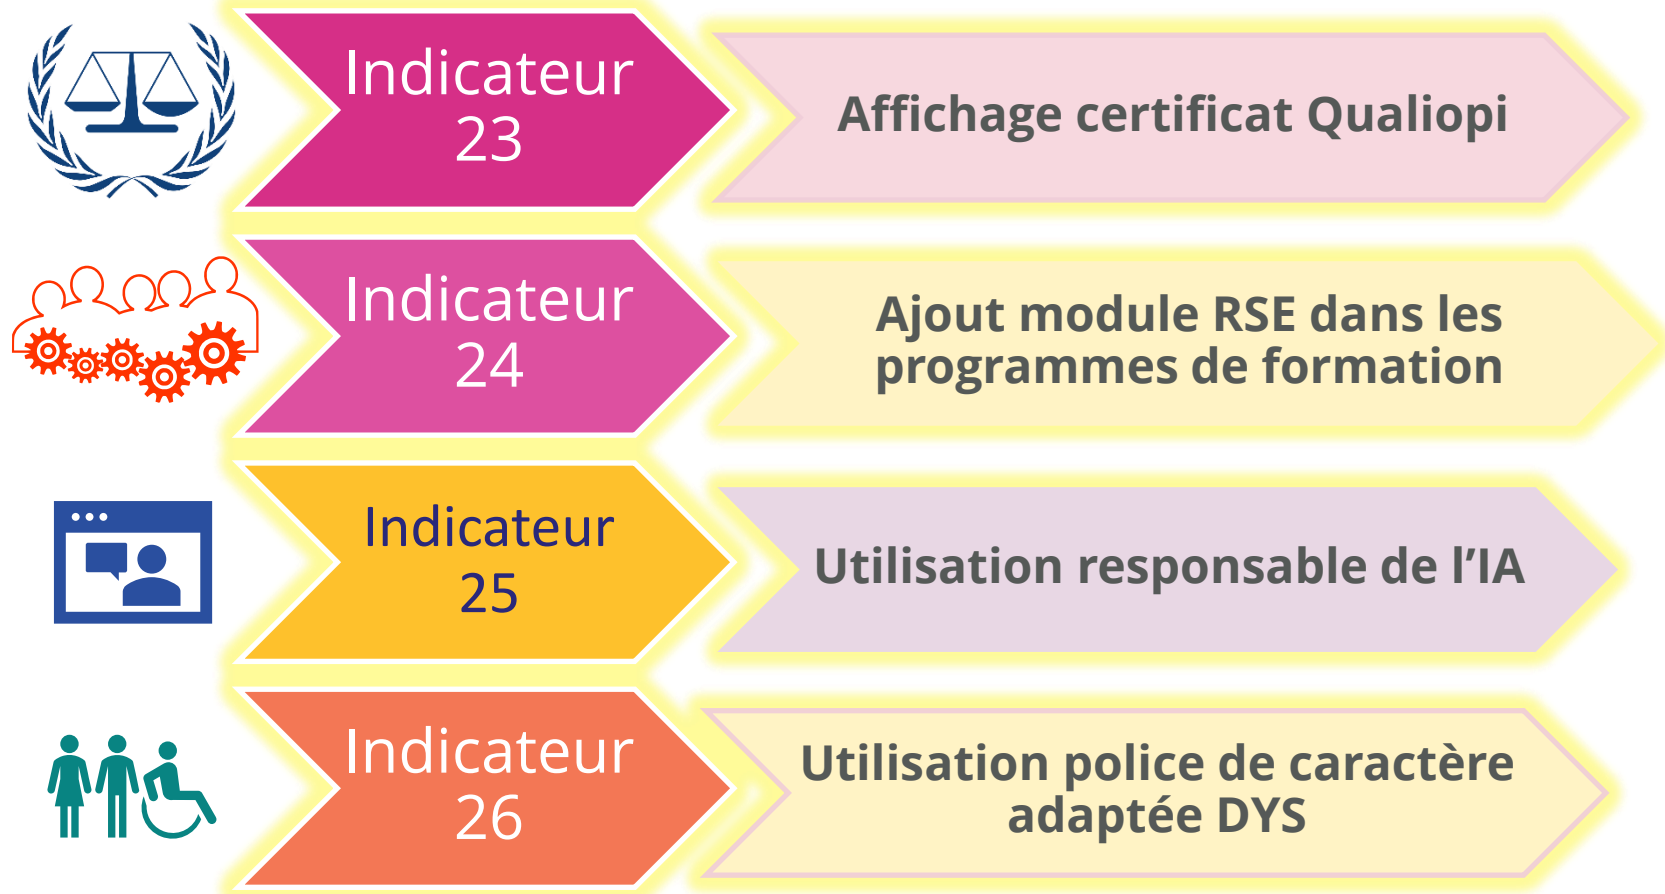 Indicateur
23
Affichage certificat Qualiopi
Indicateur
24
Ajout module RSE dans les
programmes de formation
Indicateur
25
Utilisation responsable de l’IA
Indicateur
26
Utilisation police de caractère
adaptée DYS